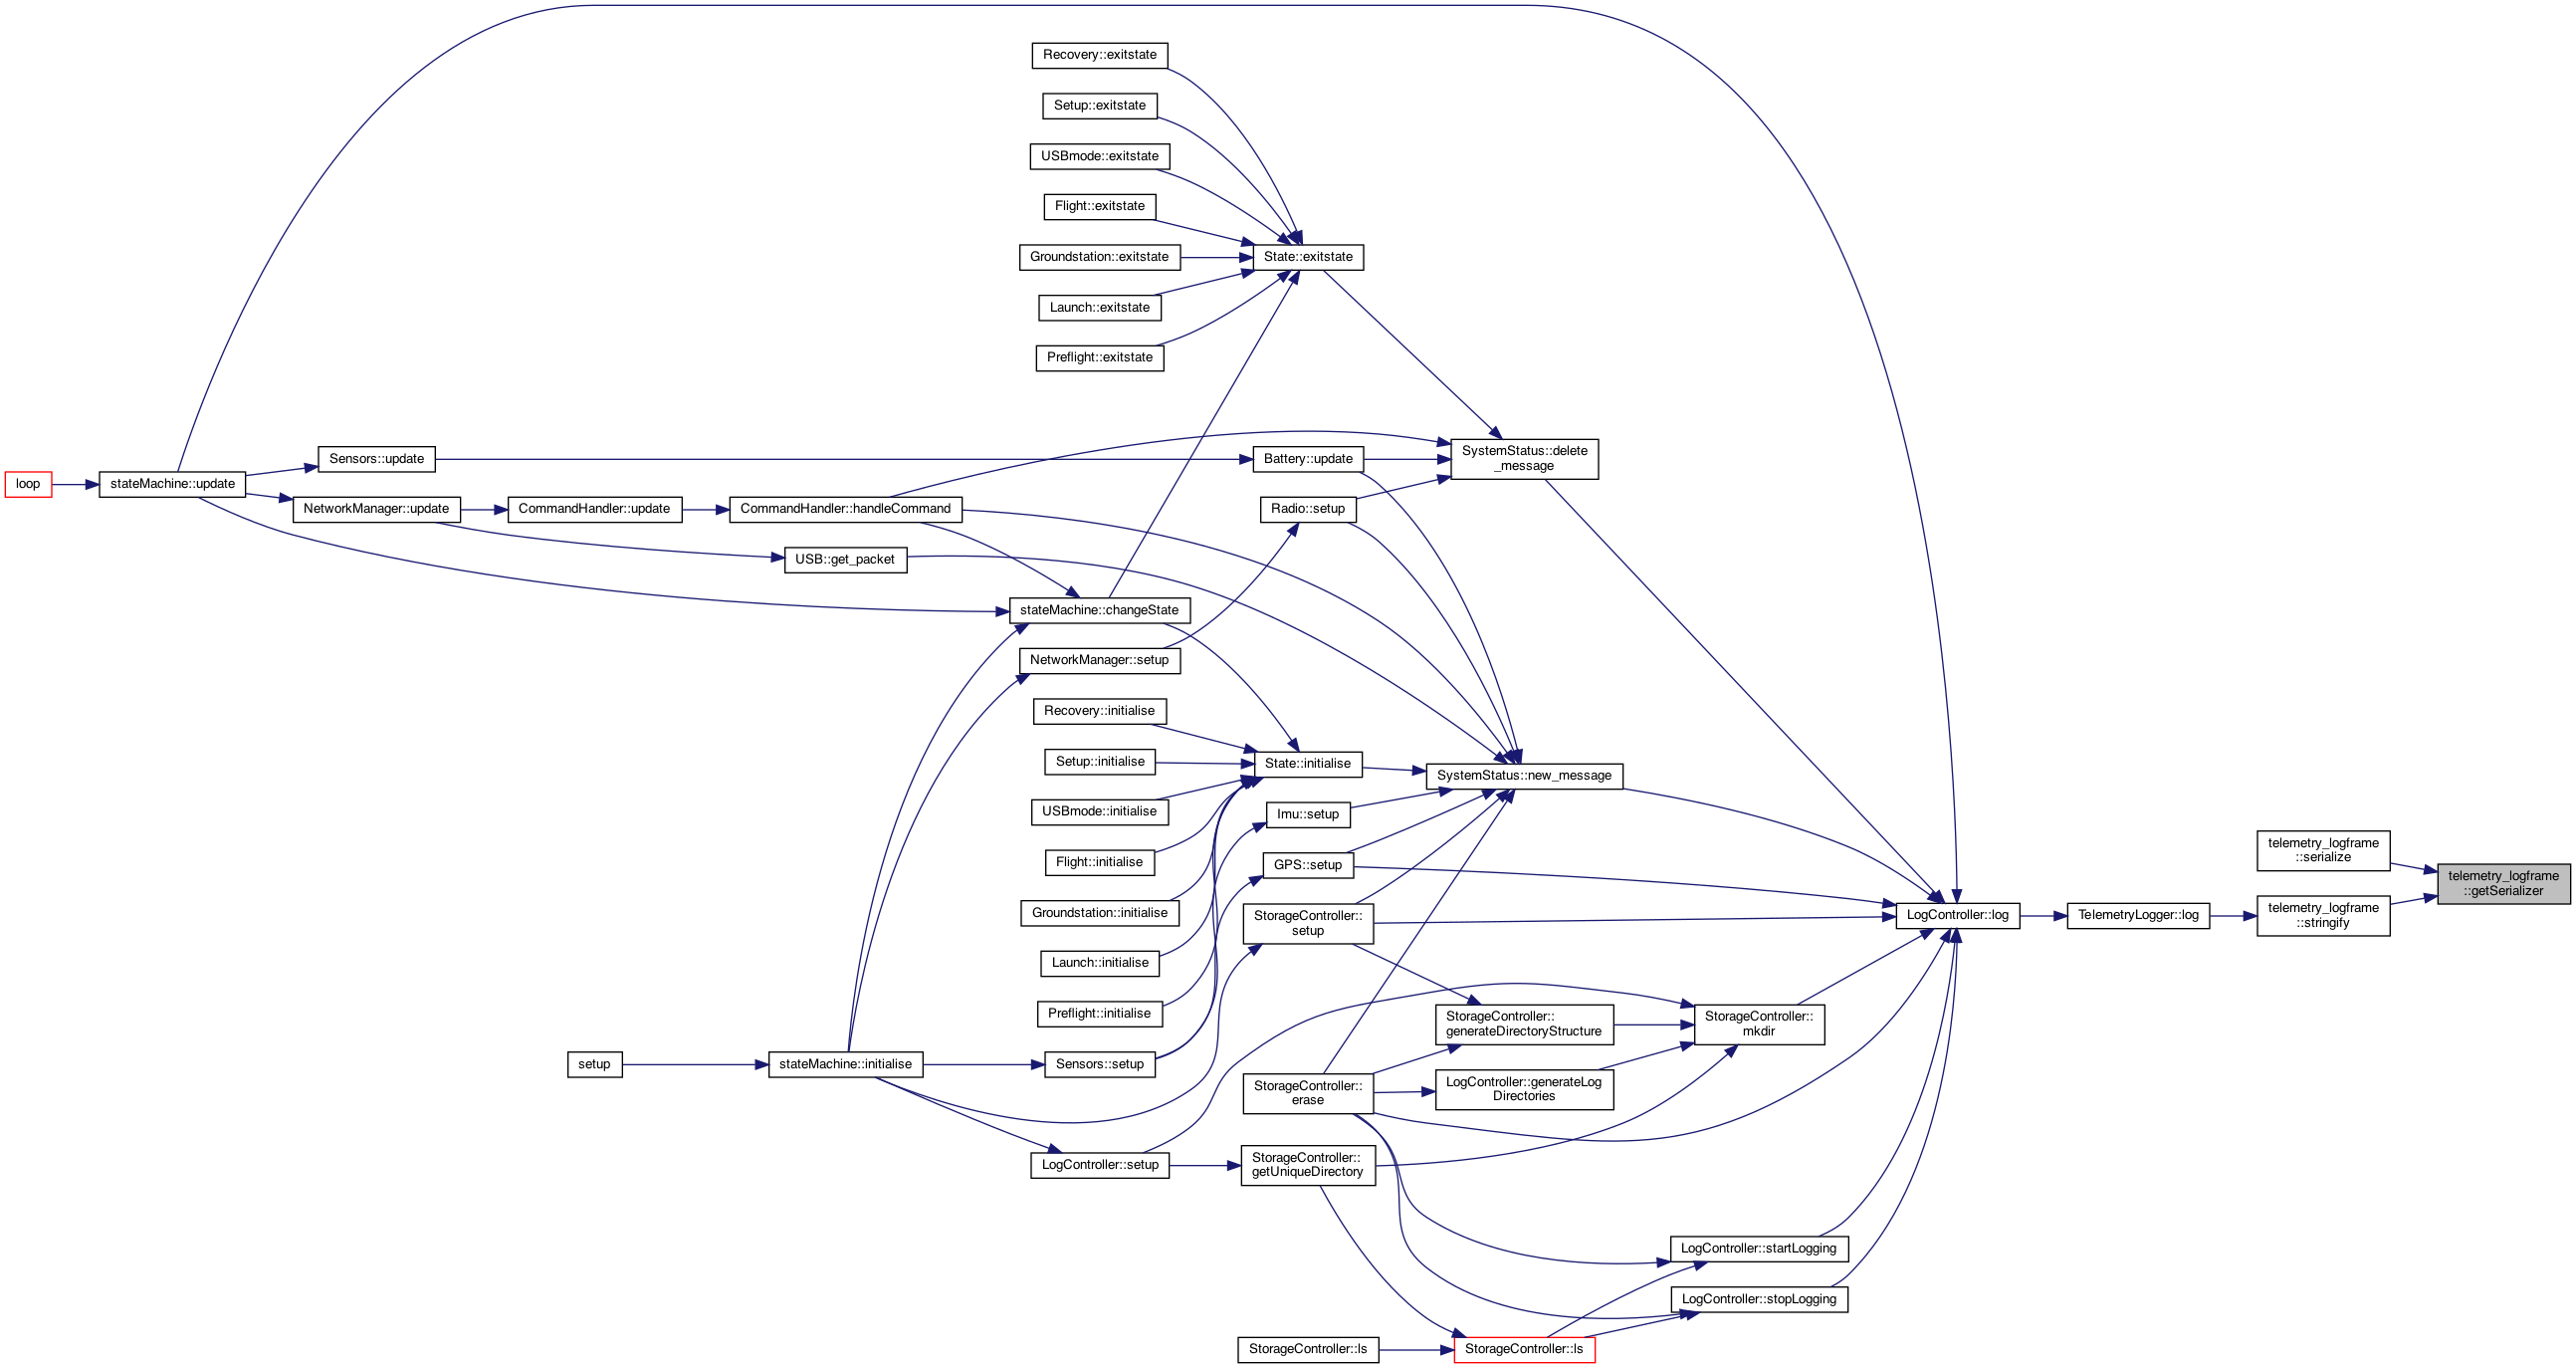 Recovery::exitstate
Setup::exitstate
USBmode::exitstate
Flight::exitstate
Groundstation::exitstate
State::exitstate
Launch::exitstate
Preflight::exitstate
SystemStatus::delete
_message
Sensors::update
Battery::update
loop
stateMachine::update
NetworkManager::update
CommandHandler::update
CommandHandler::handleCommand
Radio::setup
USB::get_packet
stateMachine::changeState
NetworkManager::setup
Recovery::initialise
Setup::initialise
State::initialise
SystemStatus::new_message
USBmode::initialise
Imu::setup
Flight::initialise
GPS::setup
telemetry_logframe
::serialize
telemetry_logframe
::getSerializer
Groundstation::initialise
StorageController::
setup
LogController::log
TelemetryLogger::log
telemetry_logframe
::stringify
Launch::initialise
Preflight::initialise
StorageController::
generateDirectoryStructure
StorageController::
mkdir
setup
stateMachine::initialise
Sensors::setup
StorageController::
erase
LogController::generateLog
Directories
LogController::setup
StorageController::
getUniqueDirectory
LogController::startLogging
LogController::stopLogging
StorageController::ls
StorageController::ls